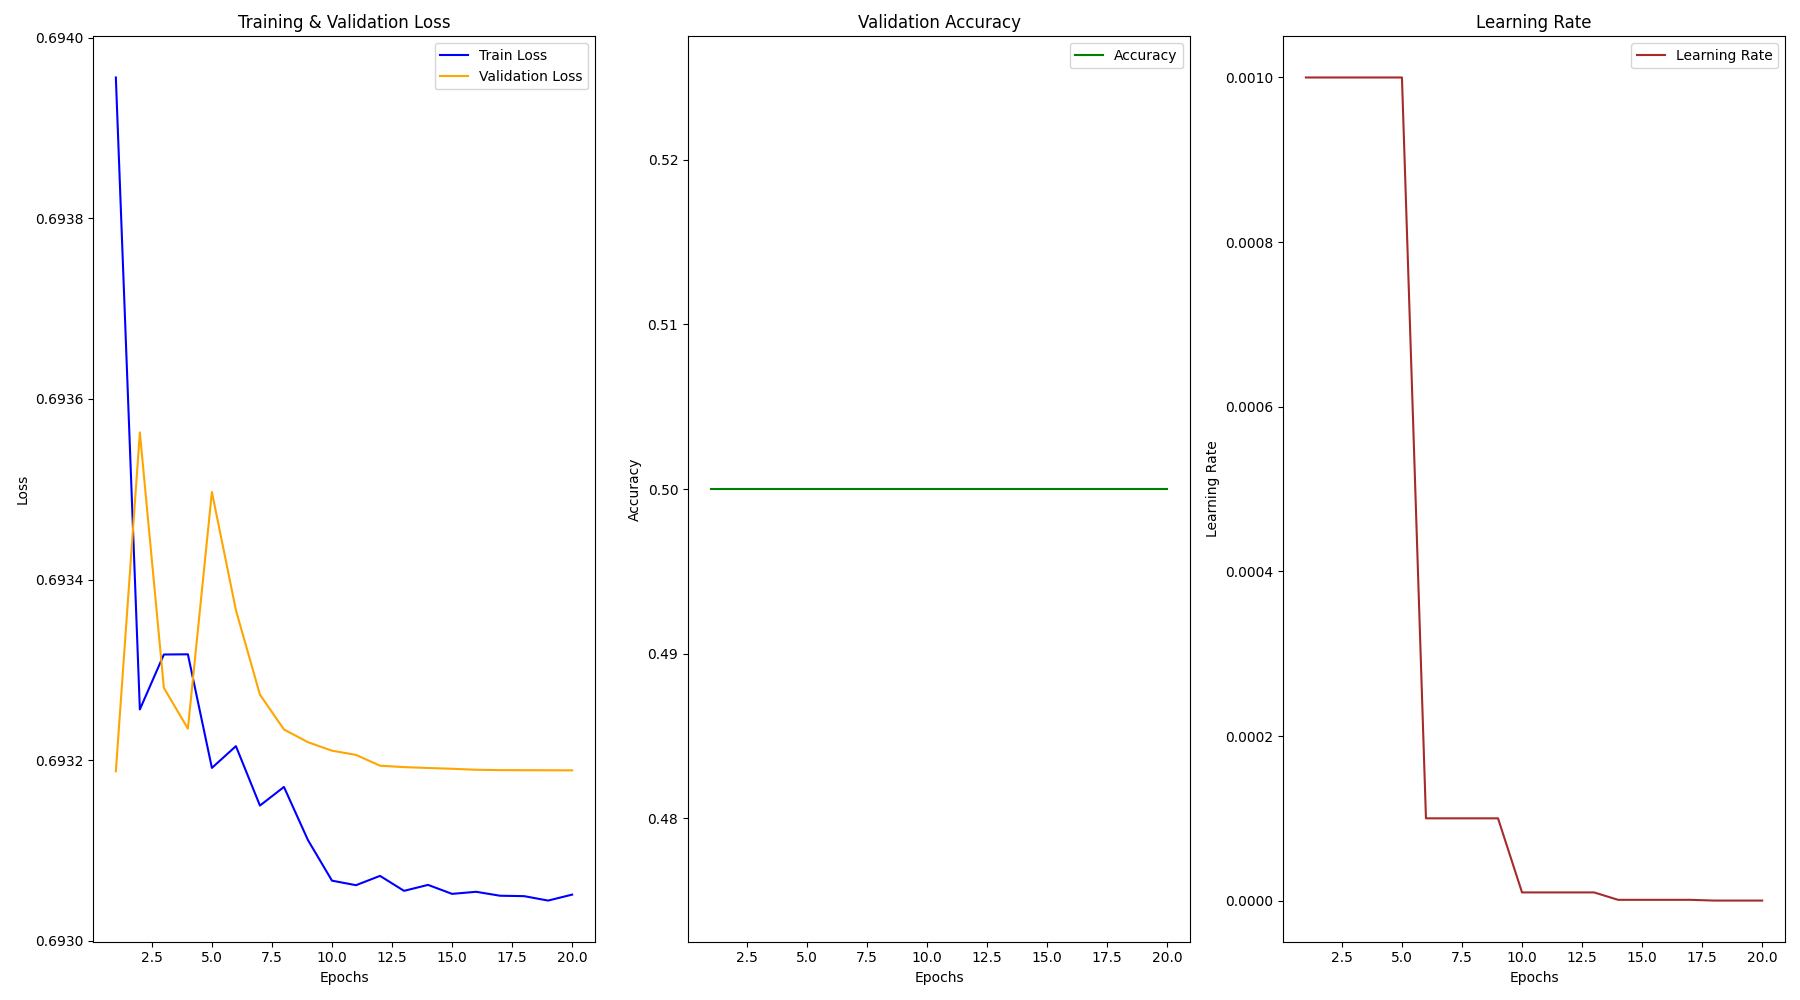 Training & Validation Loss
Train Loss
Validation Loss
0.6940
0.6938
0.6936
0.6934
0.6932
0.6930
Loss
2.5 5.0 7.5 10.0 12.5 15.0 17.5 20.0
Epochs
Validation Accuracy
Accuracy
0.52
0.51
0.50
0.49
0.48
Accuracy
2.5 5.0 7.5 10.0 12.5 15.0 17.5 20.0
Epochs
Learning Rate
Learning Rate
0.0010
0.0008
0.0006
0.0004
0.0002
0.0000
Learning Rate
2.5 5.0 7.5 10.0 12.5 15.0 17.5 20.0
Epochs